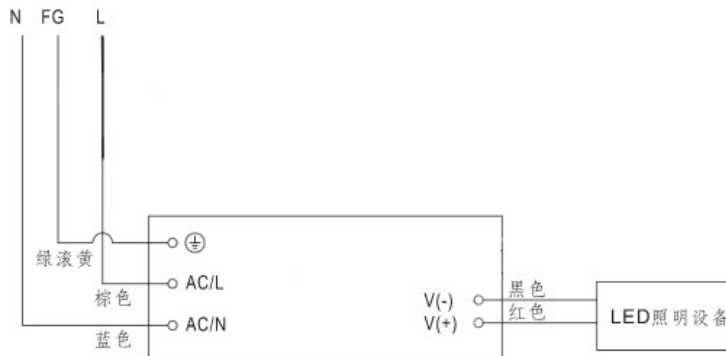 N FG L
绿滚黄
棕色 AC/L
蓝色 AC/N
V(-) 黑色
V(+) 红色
LED照明设备